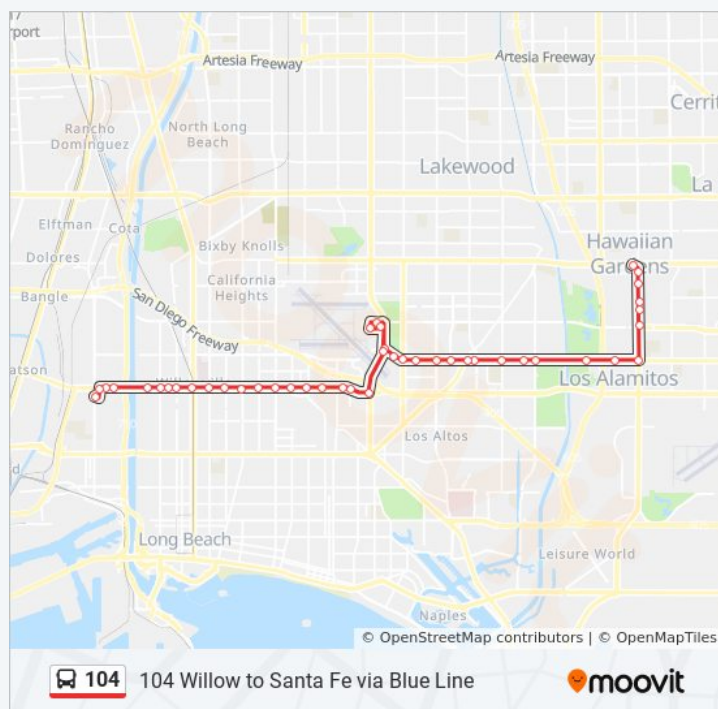 17
rport
Artesia Freeway
Artesia Freeway
Cerrit
Rancho
Dominguez
North Long
Beach
Lakewood
La
Elftman
Cota
Dolores
Bixby Knolls
Hawaiian
Gardens
Bangle
California
Heights
San Diego Freeway
atson
Los Alamitos
Los Altos
Long Beach
Leisure World
Naples
© OpenStreetMap contributors | © OpenMapTiles
104 104 Willow to Santa Fe via Blue Line moovit